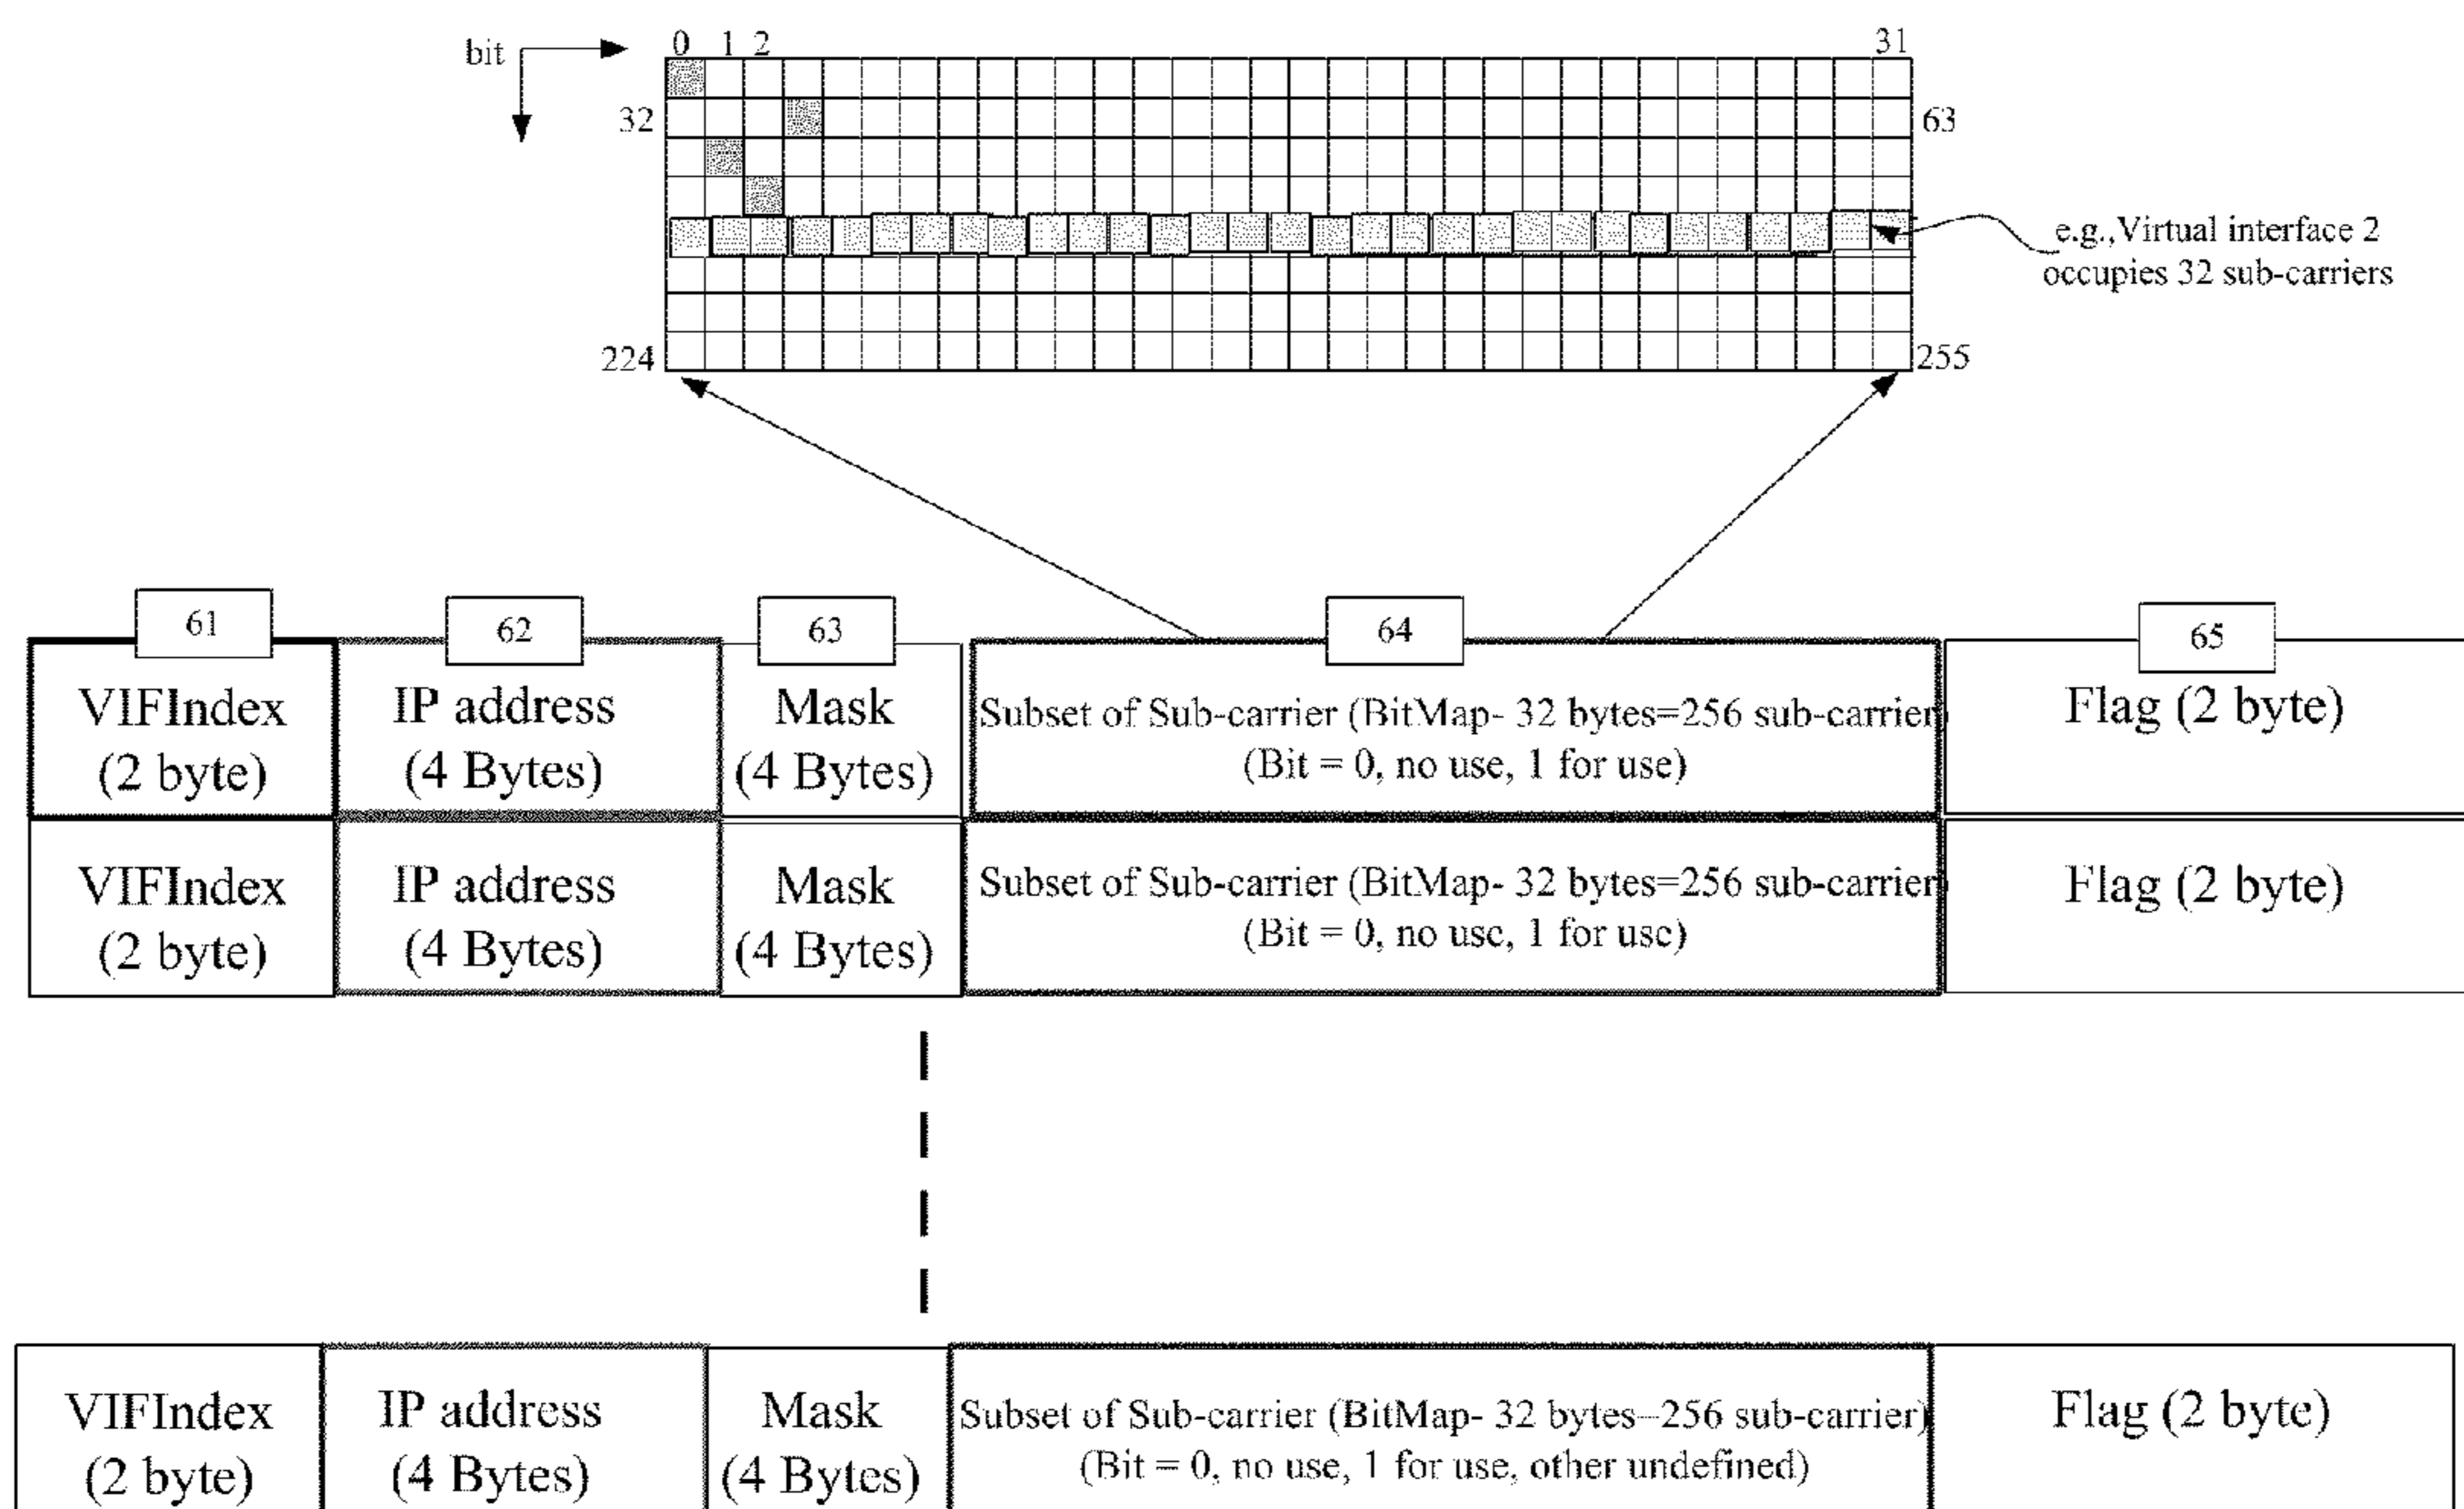 bit
0 1 2 31
32 63
224 255
e.g.,Virtual interface 2
occupies 32 sub-carriers
61 62 63 64 65
VIFIndex
(2 byte)
IP address
(4 Bytes)
Mask
(4 Bytes)
Subset of Sub-carrier (BitMap- 32 bytes=256 sub-carrier)
(Bit = 0, no use, 1 for use)
Flag (2 byte)
VIFIndex
(2 byte)
IP address
(4 Bytes)
Mask
(4 Bytes)
Subset of Sub-carrier (BitMap- 32 bytes=256 sub-carrier)
(Bit = 0, no use, 1 for use)
Flag (2 byte)
VIFIndex
(2 byte)
IP address
(4 Bytes)
Mask
(4 Bytes)
Subset of Sub-carrier (BitMap- 32 bytes=256 sub-carrier)
(Bit = 0, no use, 1 for use, other undefined)
Flag (2 byte)